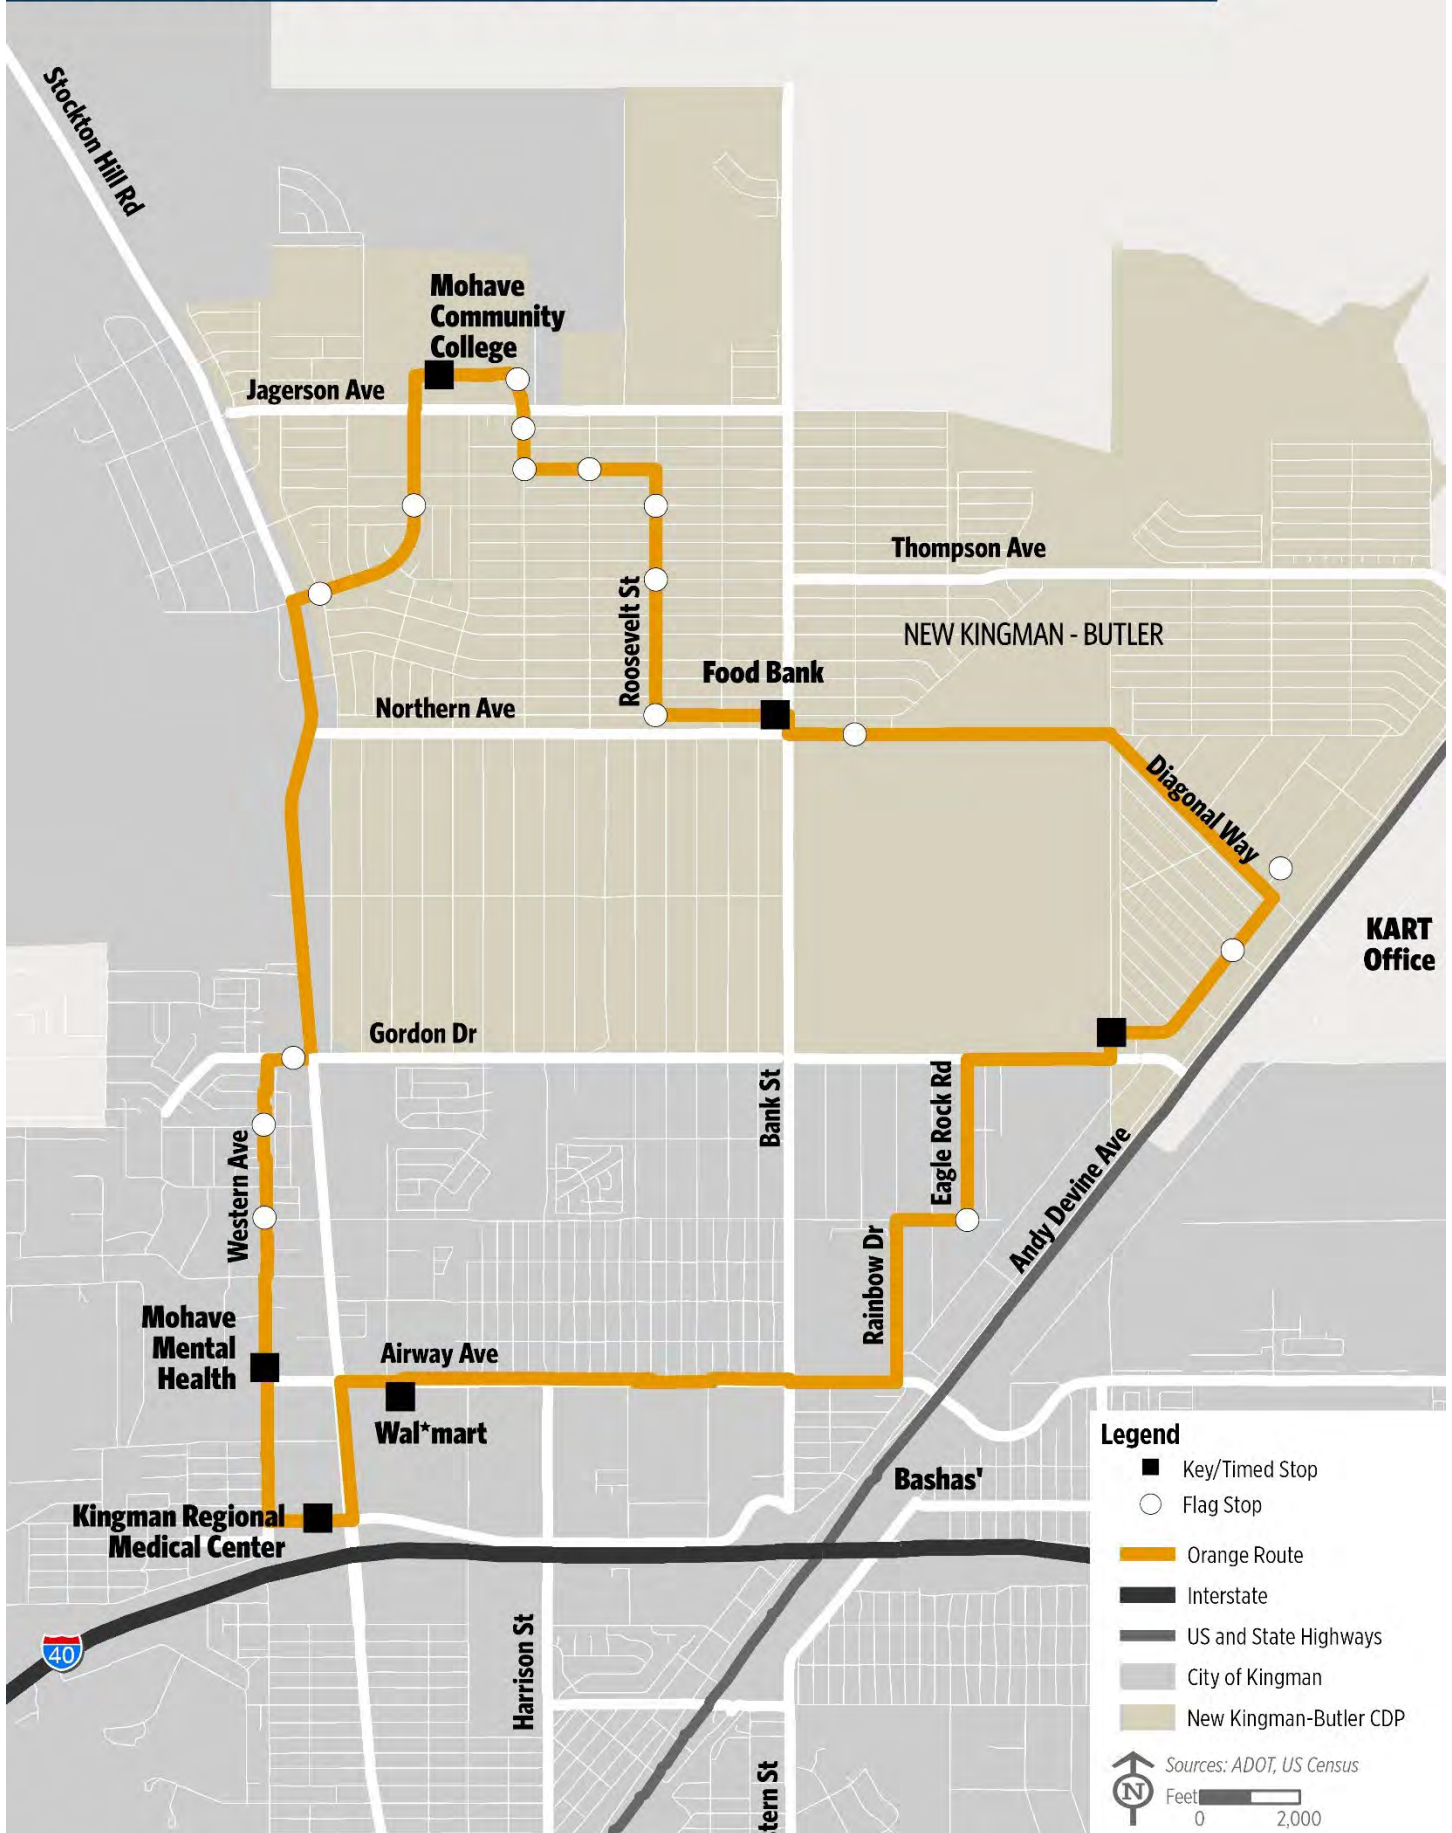 Stockton Hill Rd
Mohave
Community
College
Jagerson Ave
Thompson Ave
Roosevelt St
NEW KINGMAN - BUTLER
Food Bank
Northern Ave
Diagonal Way
KART
Office
Gordon Dr
Bank St
Eagle Rock Rd
Western Ave
Andy Devine Ave
Rainbow Dr
Mohave
Mental
Health
Airway Ave
Wal*mart
Bashas'
Kingman Regional
Medical Center
40
Harrison St
tern St
Legend
Key/Timed Stop
Flag Stop
Orange Route
Interstate
US and State Highways
City of Kingman
New Kingman-Butler CDP
Sources: ADOT, US Census
N
Feet
0 2,000